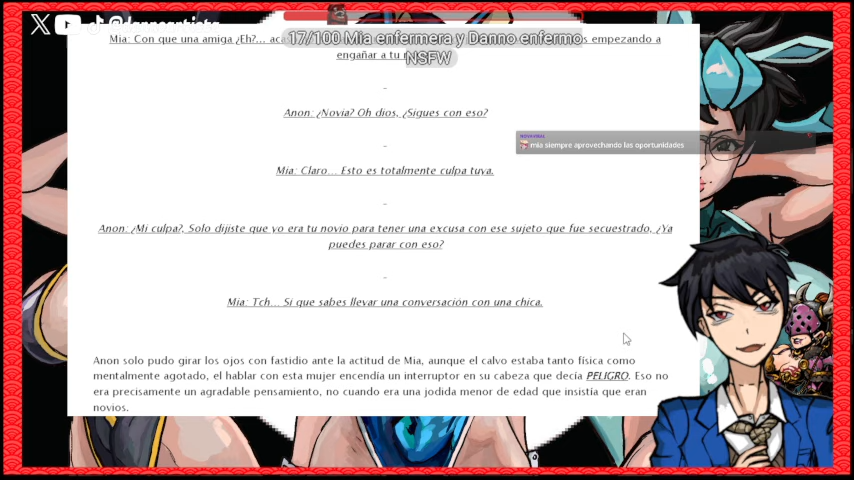 @dannoartista
17/100 Mia enfermera y Danno enfermo
NSFW
Mia: Con que una amiga ¿Eh?... empezando a
engañar a tu
-
Anon: ¿Novia? Oh dios, ¿Sigues con eso?
-
mia siempre aprovechando las oportunidades
Mia: Claro... Esto es totalmente culpa tuya.
-
Anon: ¿Mi culpa?, Solo dijiste que yo era tu novio para tener una excusa con ese sujeto que fue secuestrado, ¿Ya
puedes parar con eso?
-
Mia: Tch... Si que sabes llevar una conversación con una chica.
Anon solo pudo girar los ojos con fastidio ante la actitud de Mia, aunque el calvo estaba tanto física como
mentalmente agotado, el hablar con esta mujer encendía un interruptor en su cabeza que decía PELIGRO. Eso no
era precisamente un agradable pensamiento, no cuando era una jodida menor de edad que insistía que eran
novios.